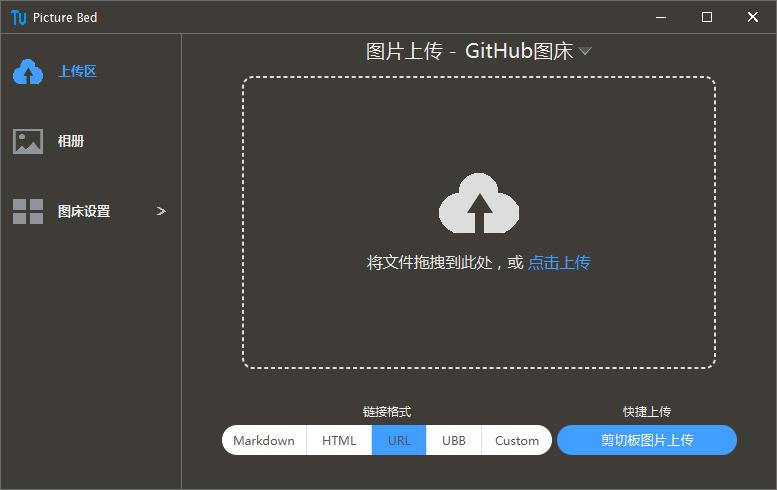 TU Picture Bed
上传区
相册
图床设置
图片上传 - GitHub图床
将文件拖拽到此处，或 点击上传
链接格式
快捷上传
Markdown HTML URL UBB Custom
剪切板图片上传